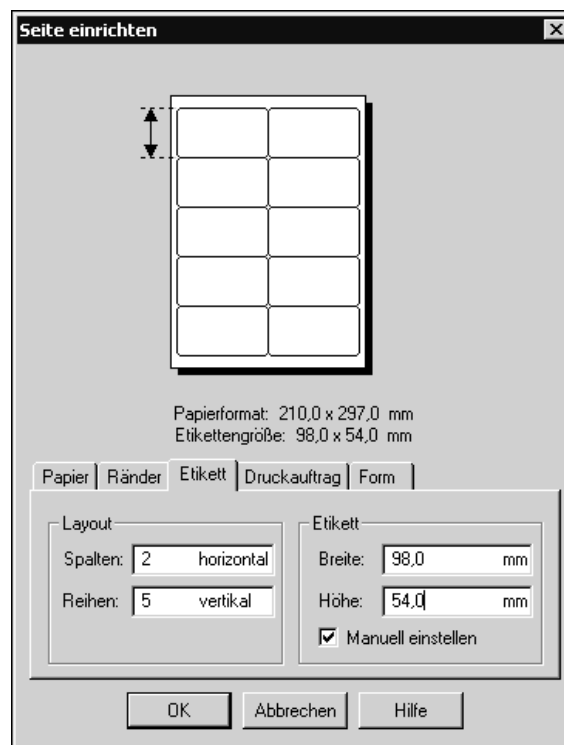 Seite einrichten
Papierformat: 210,0 x 297,0 mm
Etikettengröße: 98,0 x 54,0 mm
Papier Ränder Etikett Druckauftrag Form
Layout
Spalten: 2 horizontal
Reihen: 5 vertikal
Etikett
Breite: 98,0 mm
Höhe: 54,0 mm
Manuell einstellen
OK Abbrechen Hilfe